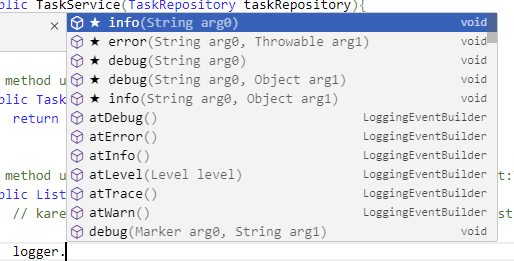 blic TaskService(TaskRepository taskRepository){
★ info(String arg0) void
★ error(String arg0, Throwable arg1) void
★ debug(String arg0) void
★ debug(String arg0, Object arg1) void
★ info(String arg0, Object arg1) void
atDebug() LoggingEventBuilder
atError() LoggingEventBuilder
atInfo() LoggingEventBuilder
atLevel(Level level) LoggingEventBuilder
atTrace() LoggingEventBuilder
atWarn() LoggingEventBuilder
debug(Marker arg0, String arg1) void
method u
blic Task
return
method u t:
blic List
// kare st
logger.